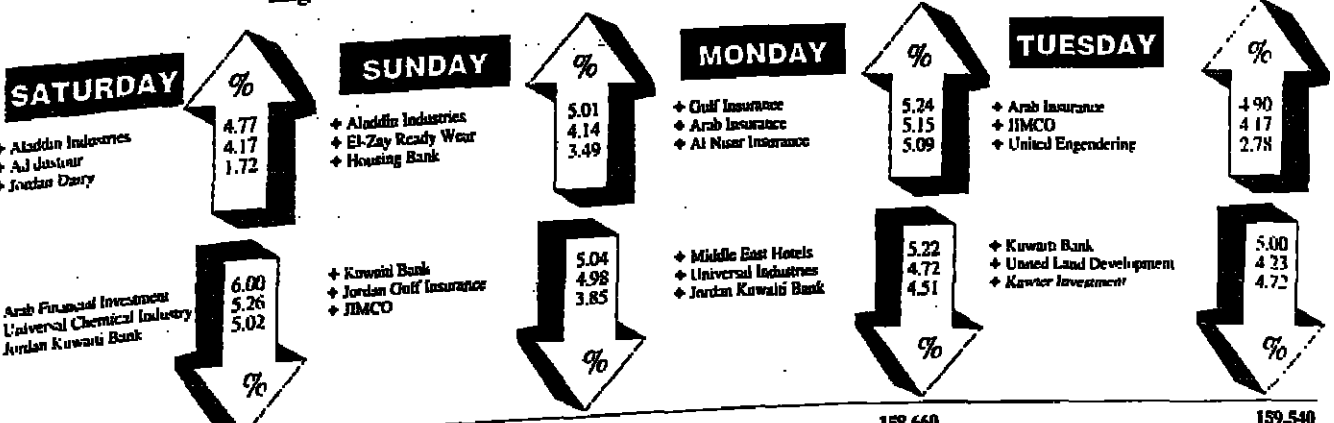 SATURDAY
%
Aladdin Industries 4.77
Ad dustour 4.17
Jordan Dairy 1.72
Arab Financial Investment 6.00
Universal Chemical Industry 5.26
Jordan Kuwaiti Bank 5.02
%
SUNDAY
%
Aladdin Industries 5.01
El-Zay Ready Wear 4.14
Housing Bank 3.49
Kuwaiti Bank 5.04
Jordan Gulf Insurance 4.98
JIMCO 3.85
%
MONDAY
%
Gulf Insurance 5.24
Arab Insurance 5.15
Al Nisr Insurance 5.09
Middle East Hotels 5.22
Universal Industries 4.72
Jordan Kuwaiti Bank 4.51
%
TUESDAY
%
Arab Insurance 4.90
JIMCO 4.17
United Engendering 2.78
Kuwaiti Bank 5.00
United Land Development 4.23
Kawter Investment 4.72
%
158.660
159.540